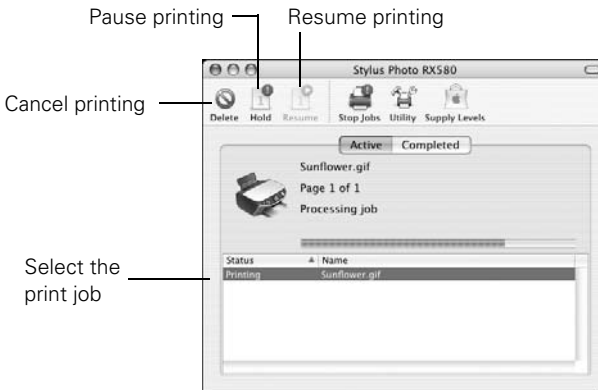 Pause printing
Resume printing
Stylus Photo RX580
Cancel printing
Delete Hold Resume Stop Jobs Utility Supply Levels
Active Completed
Sunflower.gif
Page 1 of 1
Processing job
Select the
print job
Status Name
Printing Sunflower.gif